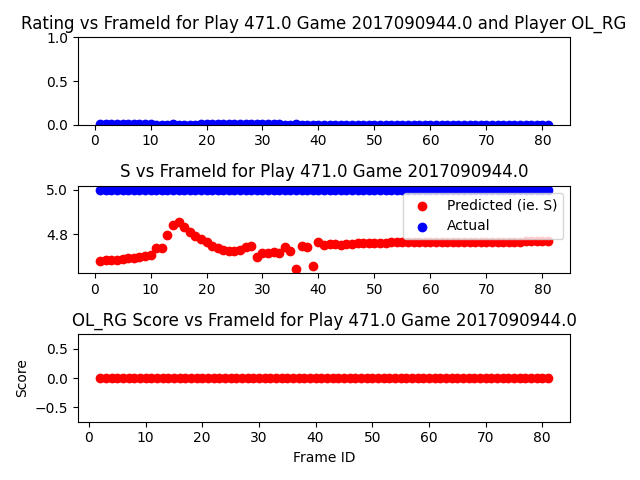 Rating vs FrameId for Play 471.0 Game 2017090944.0 and Player OL_RG
1.0
0.5
0.0
0 10 20 30 40 50 60 70 80
S vs FrameId for Play 471.0 Game 2017090944.0
5.0
4.8
Predicted (ie. S)
Actual
0 10 20 30 40 50 60 70 80
OL_RG Score vs FrameId for Play 471.0 Game 2017090944.0
Score
0.5
0.0
−0.5
0 10 20 30 40 50 60 70 80
Frame ID